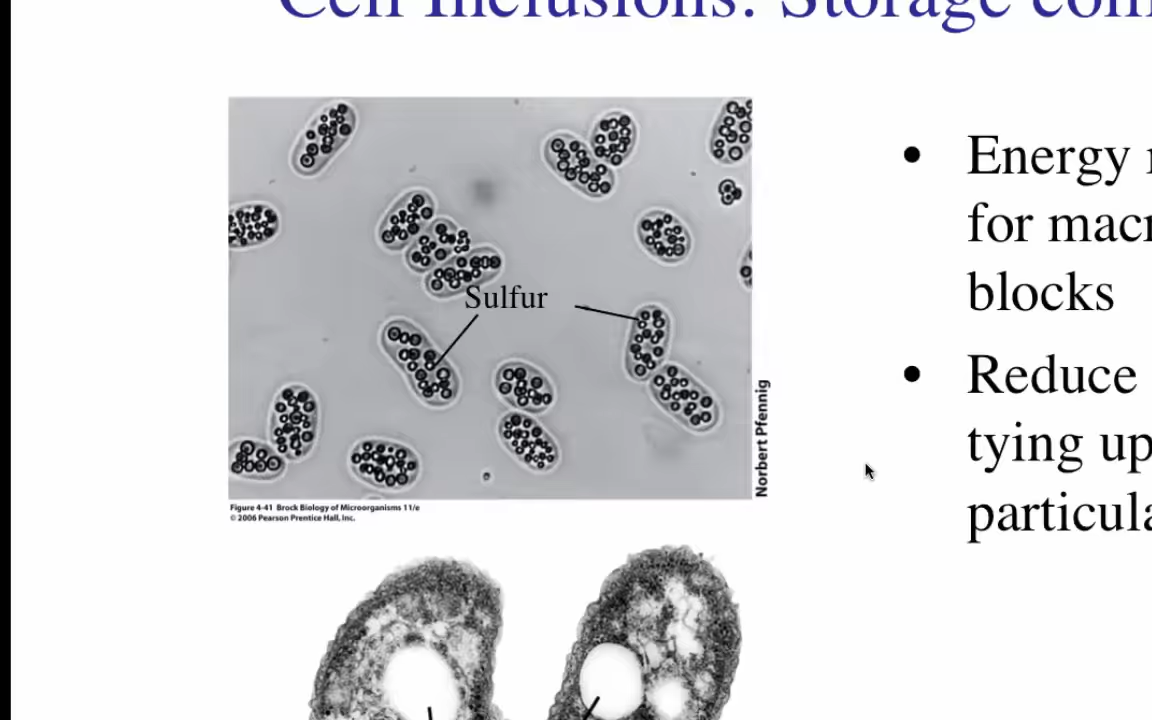 Cell Inclusions: Storage com
Energy
for mac
blocks
Reduce
tying up
particula
Sulfur
Norbert Pfennig
Figure 4-41 Brock Biology of Microorganisms 11/e
© 2006 Pearson Prentice Hall, Inc.